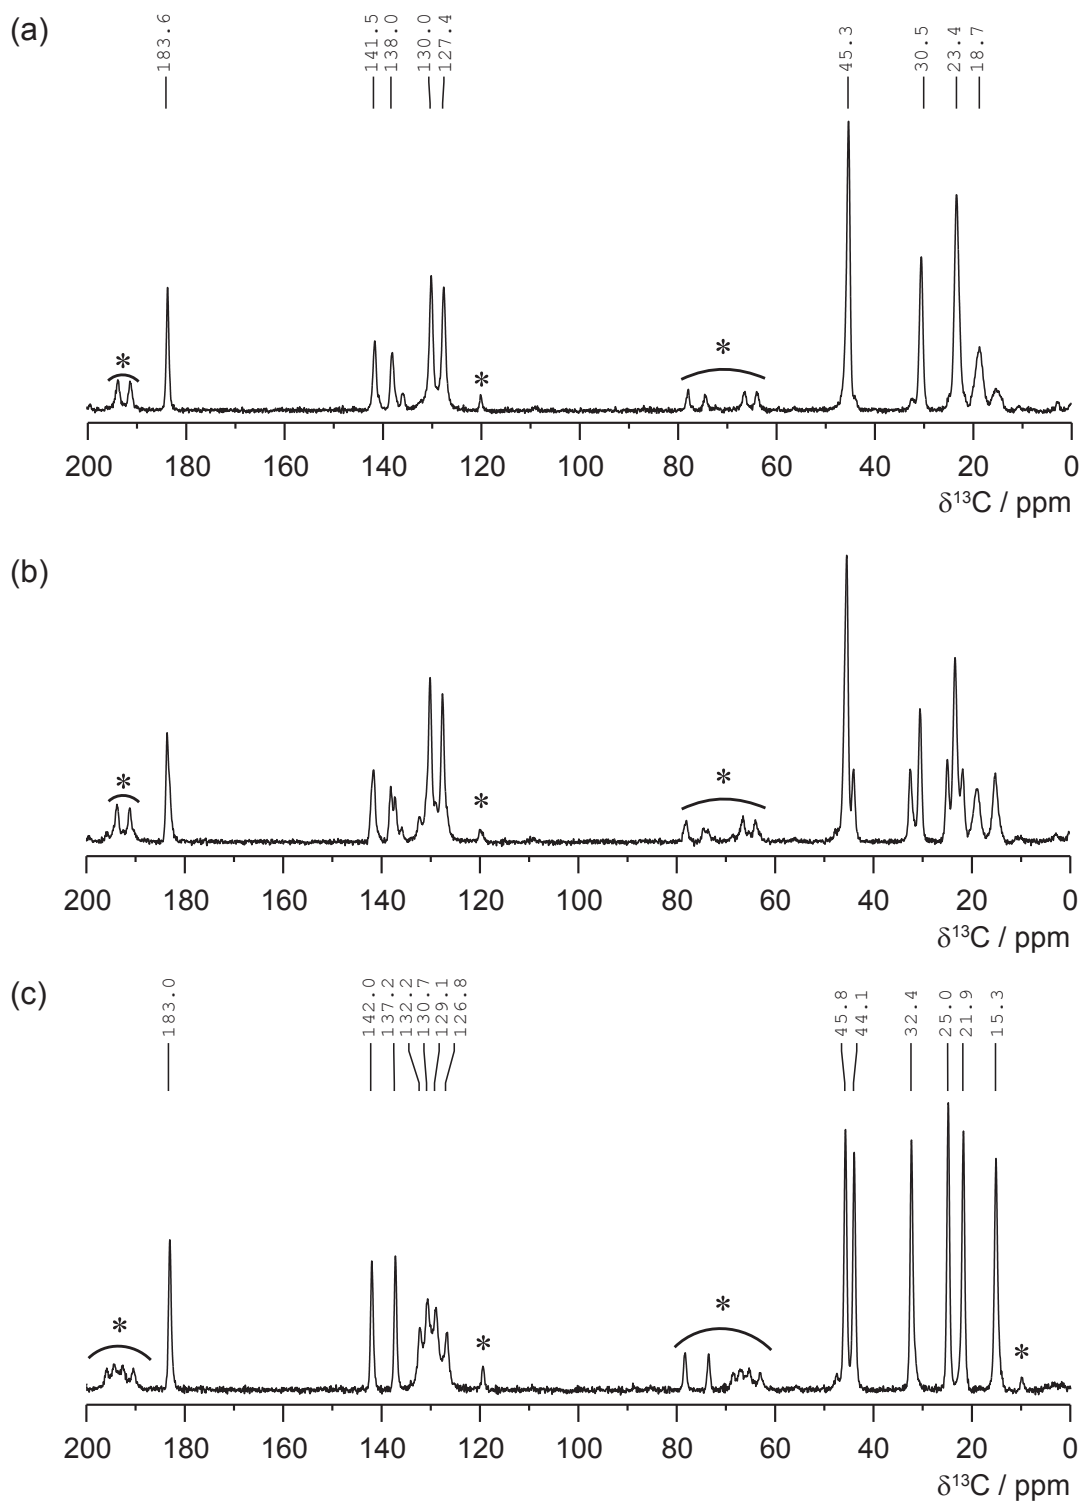 (a)
183.6 141.5 138.0 130.0 127.4 45.3 30.5 23.4 18.7
* * * 
200 180 160 140 120 100 80 60 40 20 0
δ¹³C / ppm
(b)
* * *
200 180 160 140 120 100 80 60 40 20 0
δ¹³C / ppm
(c)
183.0 142.0 137.2 132.2 130.7 129.1 126.8 45.8 44.1 32.4 25.0 21.9 15.3
* * * *
200 180 160 140 120 100 80 60 40 20 0
δ¹³C / ppm